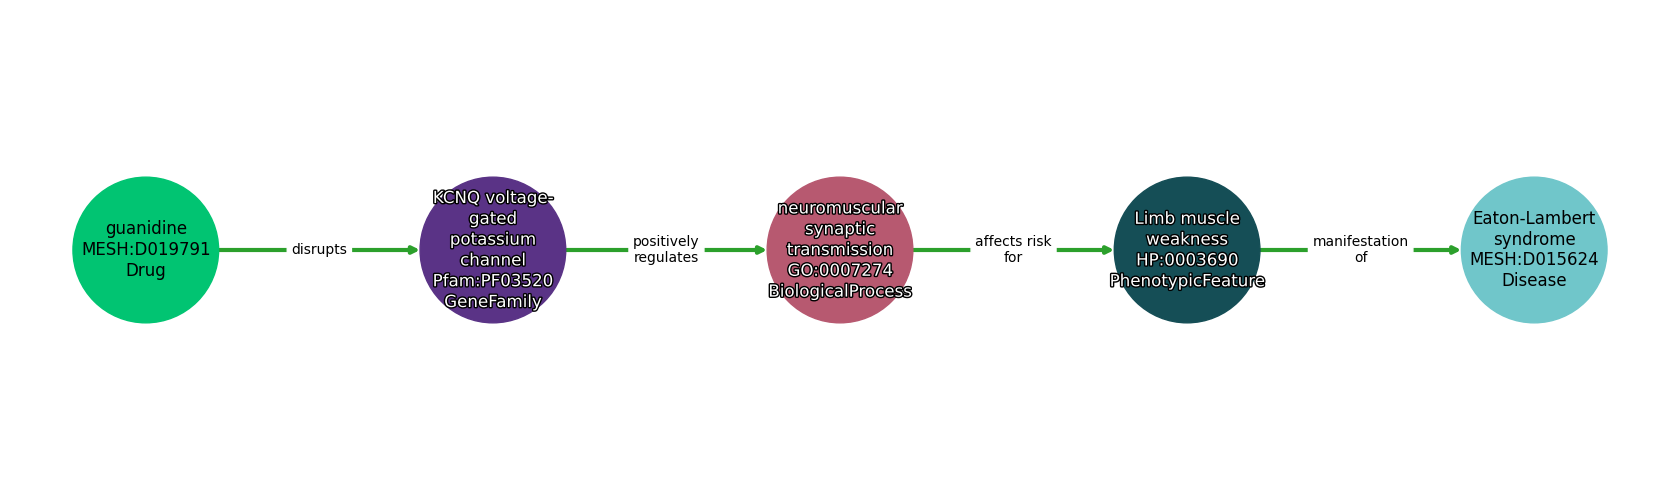 guanidine
MESH:D019791
Drug
disrupts
KCNQ voltage-
gated
potassium
channel
Pfam:PF03520
GeneFamily
positively
regulates
neuromuscular
synaptic
transmission
GO:0007274
BiologicalProcess
affects risk
for
Limb muscle
weakness
HP:0003690
PhenotypicFeature
manifestation
of
Eaton-Lambert
syndrome
MESH:D015624
Disease